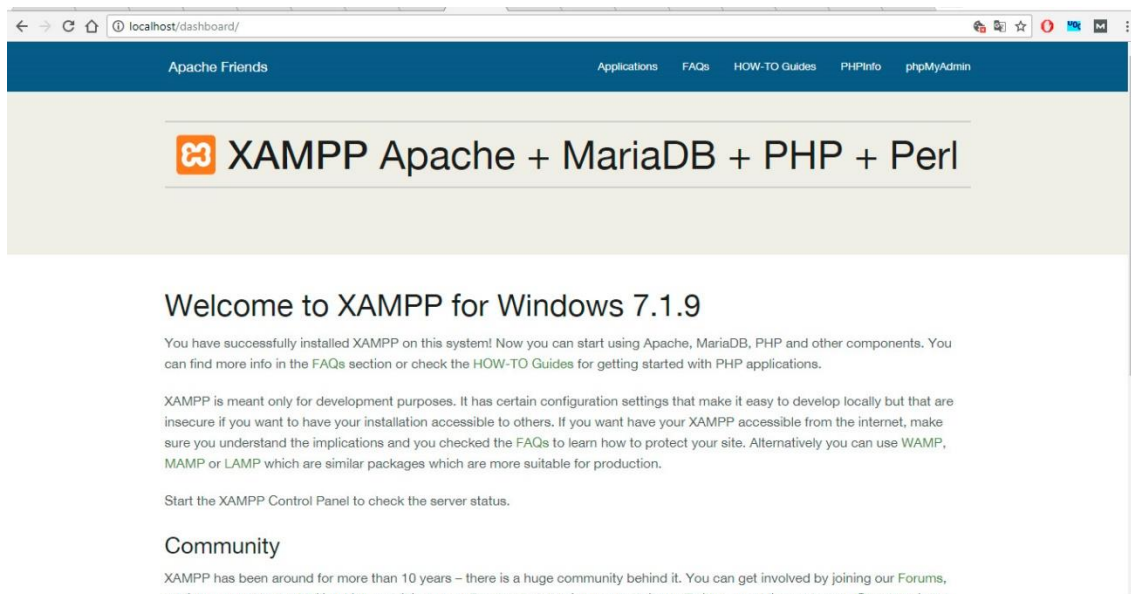 localhost/dashboard/
Apache Friends
Applications
FAQs
HOW-TO Guides
PHPInfo
phpMyAdmin
XAMPP Apache + MariaDB + PHP + Perl
Welcome to XAMPP for Windows 7.1.9
You have successfully installed XAMPP on this system! Now you can start using Apache, MariaDB, PHP and other components. You
can find more info in the FAQs section or check the HOW-TO Guides for getting started with PHP applications.
XAMPP is meant only for development purposes. It has certain configuration settings that make it easy to develop locally but that are
insecure if you want to have your installation accessible to others. If you want have your XAMPP accessible from the internet, make
sure you understand the implications and you checked the FAQs to learn how to protect your site. Alternatively you can use WAMP,
MAMP or LAMP which are similar packages which are more suitable for production.
Start the XAMPP Control Panel to check the server status.
Community
XAMPP has been around for more than 10 years – there is a huge community behind it. You can get involved by joining our Forums,